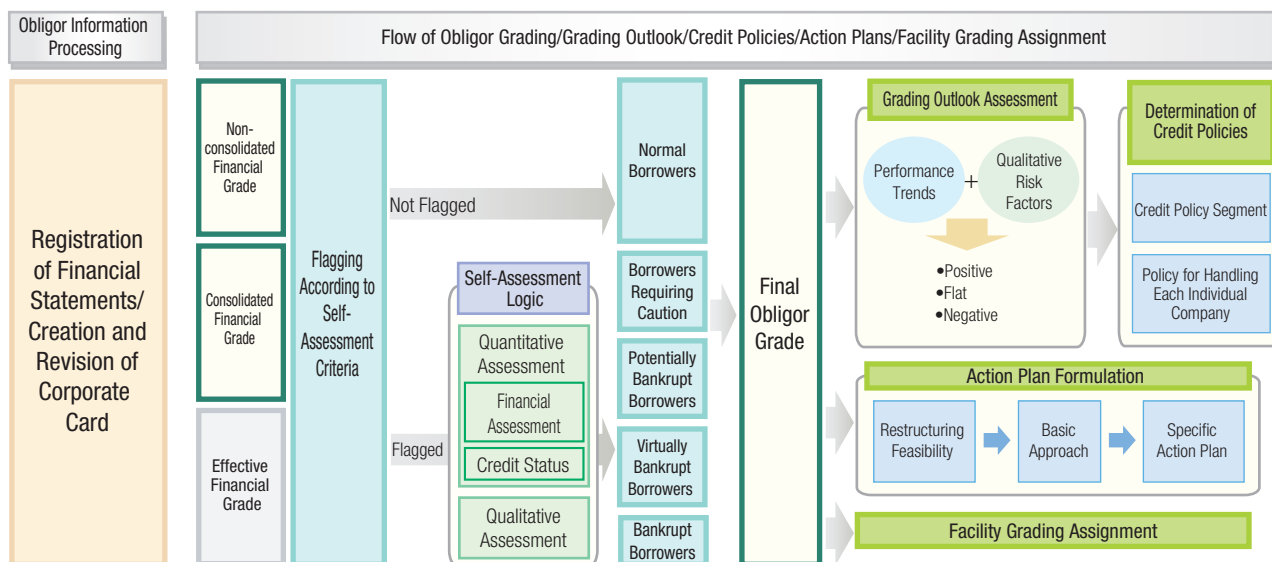 Obligor Information
Processing
Flow of Obligor Grading/Grading Outlook/Credit Policies/Action Plans/Facility Grading Assignment
Registration
of Financial
Statements/
Creation and
Revision of
Corporate
Card
Non-
consolidated
Financial
Grade
Consolidated
Financial
Grade
Effective
Financial
Grade
Flagging
According to
Self-
Assessment
Criteria
Not Flagged
Flagged
Self-Assessment
Logic
Quantitative
Assessment
Financial
Assessment
Credit Status
Qualitative
Assessment
Normal
Borrowers
Borrowers
Requiring
Caution
Potentially
Bankrupt
Borrowers
Virtually
Bankrupt
Borrowers
Bankrupt
Borrowers
Final
Obligor
Grade
Grading Outlook Assessment
Performance
Trends
+
Qualitative
Risk
Factors
•Positive
•Flat
•Negative
Determination of
Credit Policies
Credit Policy Segment
Policy for Handling
Each Individual
Company
Action Plan Formulation
Restructuring
Feasibility
Basic
Approach
Specific
Action Plan
Facility Grading Assignment